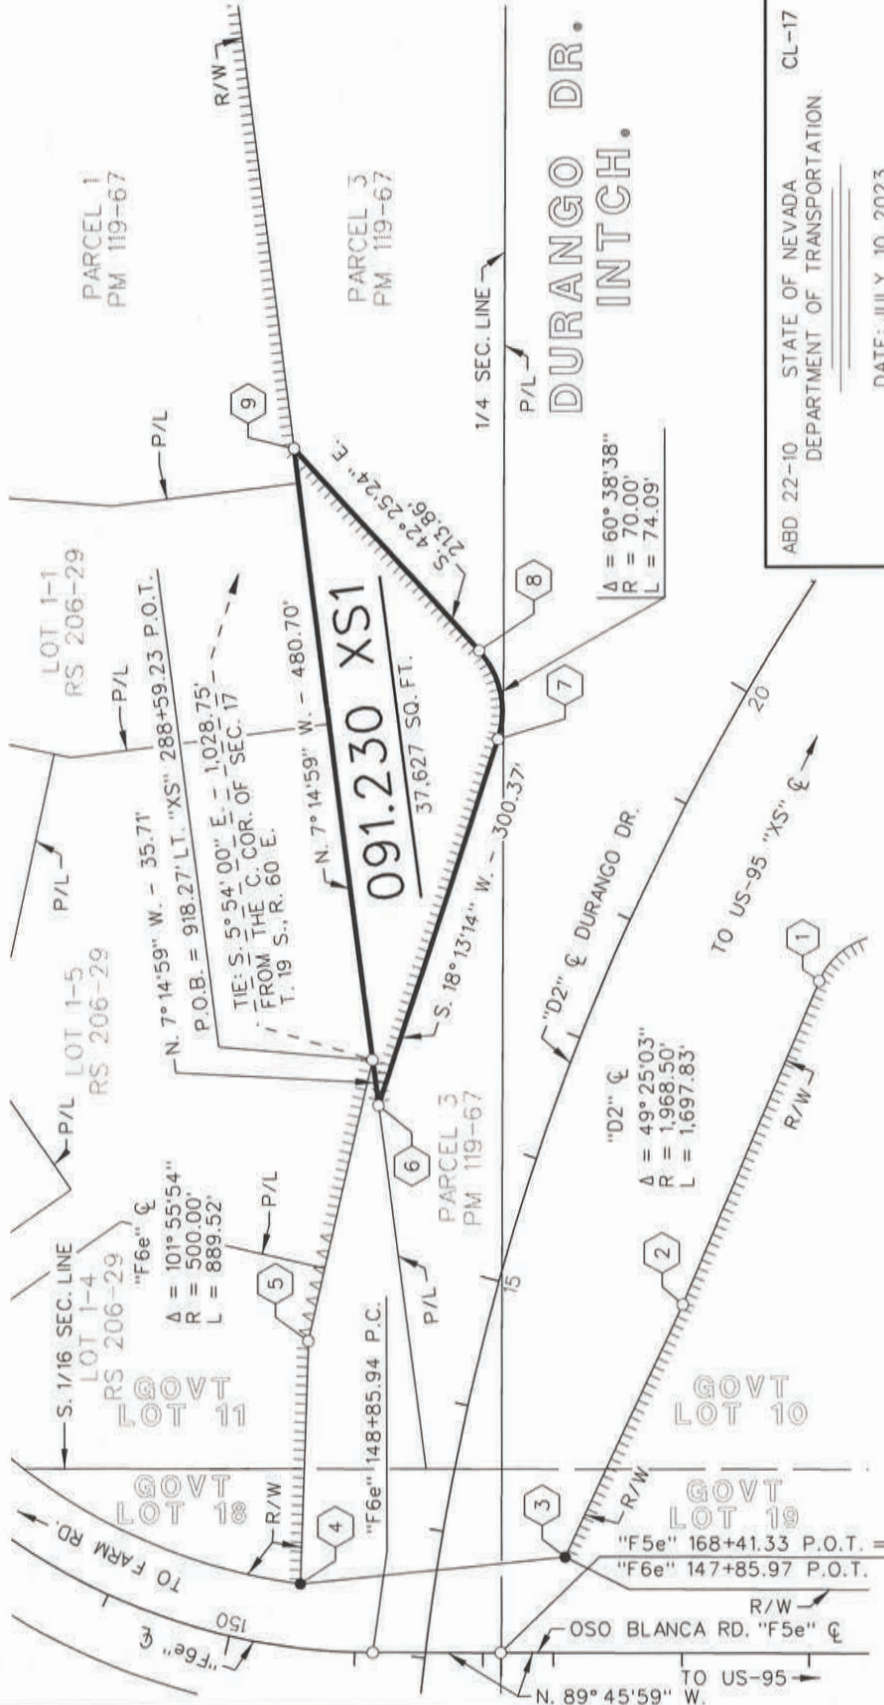 R/W
PARCEL 1
PM 119-67
PARCEL 3
PM 119-67
DURANGO DR.
INTCH.
1/4 SEC. LINE
P/L
9
P/L
S. 42° 25'24" E.
213.86'
LOT 1-1
RS 206-29
P/L
N. 7° 14'59" W. - 35.71'
P.O.B. = 918.27' LT. "XS" 288+59.23 P.O.T.
TIE: S. 5° 54' 00" E. - 1,028.75'
FROM THE C. COR. OF SEC. 17
T. 19 S., R. 60 E.
N. 7° 14'59" W. - 480.70'
091.230 XS1
37,627 SQ. FT.
8
7
Δ = 60° 38'38"
R = 70.00'
L = 74.09'
S. 18° 13'14" W. - 300.37'
P/L
LOT 1-5
RS 206-29
P/L
6
PARCEL 3
PM 119-67
P/L
P/L
5
"F6e" ℄
Δ = 101° 55'54"
R = 500.00'
L = 889.52'
S. 1/16 SEC. LINE
LOT 1-4
RS 206-29
GOVT
LOT 11
GOVT
LOT 18
R/W
4
"F6e" 148+85.94 P.C.
TO FARM RD.
150
"F6e" ℄
15
20
"D2" ℄ DURANGO DR.
TO US-95 "XS" ℄
1
R/W
"D2" ℄
Δ = 49° 25'03"
R = 1,968.50'
L = 1,697.83'
2
GOVT
LOT 10
GOVT
LOT 19
3
R/W
"F5e" 168+41.33 P.O.T. =
"F6e" 147+85.97 P.O.T.
R/W
OSO BLANCA RD. "F5e" ℄
TO US-95
N. 89° 45'59" W.
ABD 22-10 STATE OF NEVADA CL-17
DEPARTMENT OF TRANSPORTATION
DATE: JULY 10, 2023